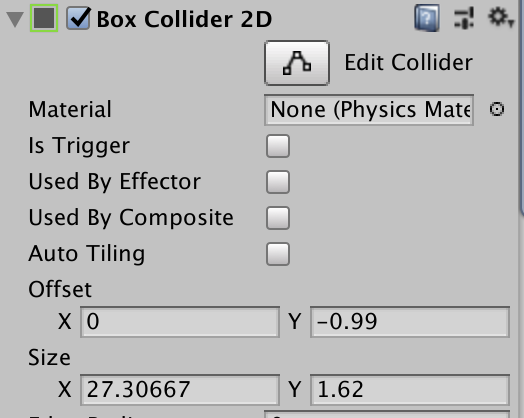 Box Collider 2D
Edit Collider
Material None (Physics Mate
Is Trigger
Used By Effector
Used By Composite
Auto Tiling
Offset
X 0 Y -0.99
Size
X 27.30667 Y 1.62